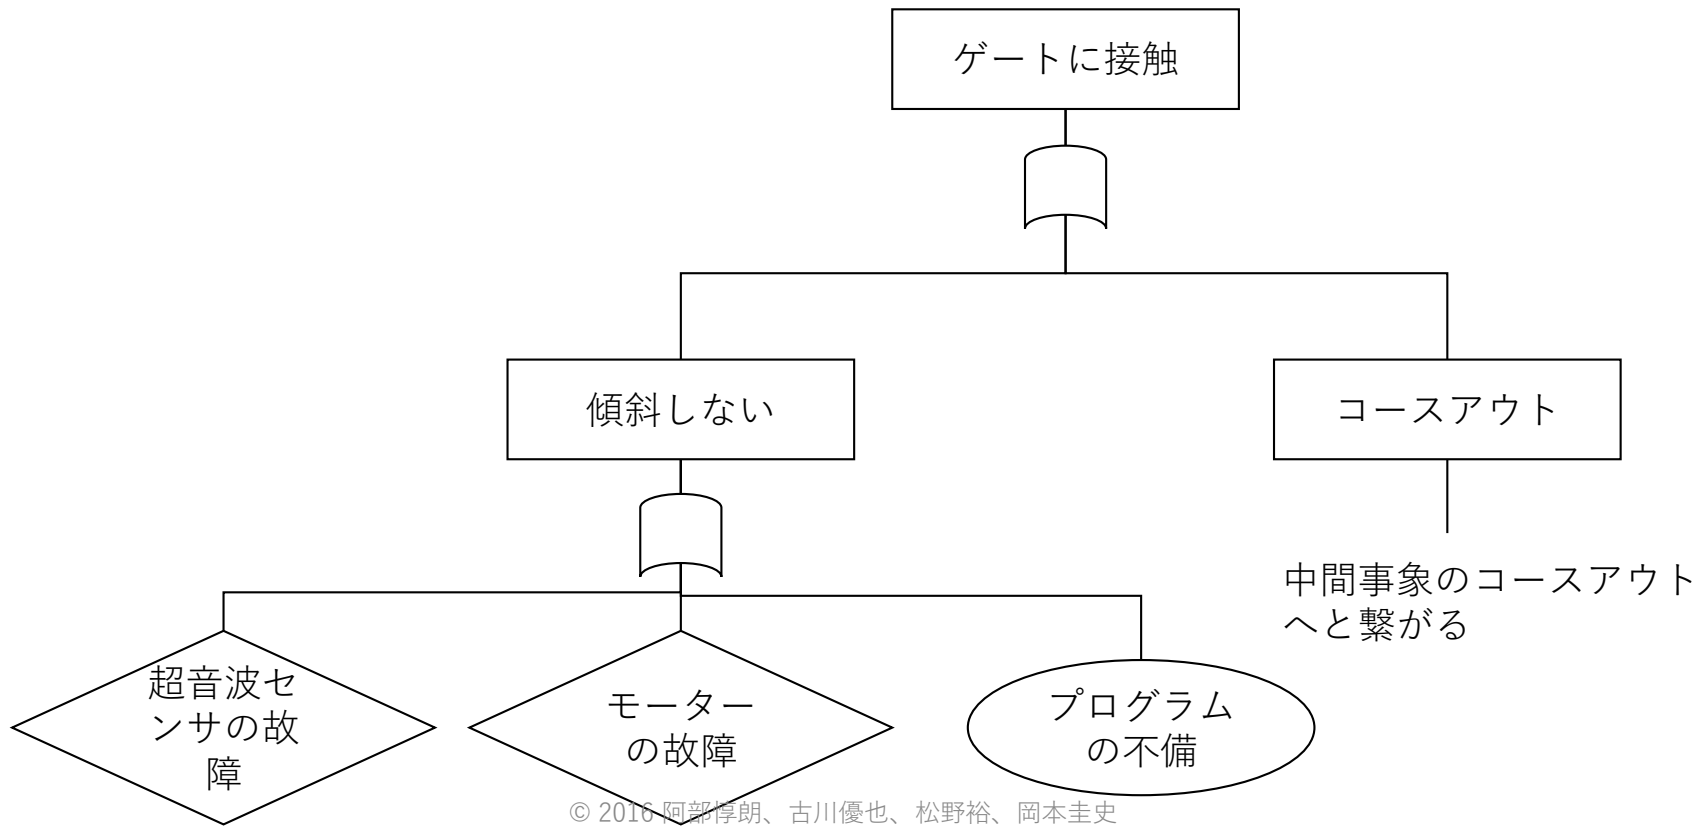 ゲートに接触
傾斜しない
コースアウト
中間事象のコースアウト
へと繋がる
超音波セ
ンサの故
障
モーター
の故障
プログラム
の不備
© 2016 阿部惇朗、古川優也、松野裕、岡本圭史